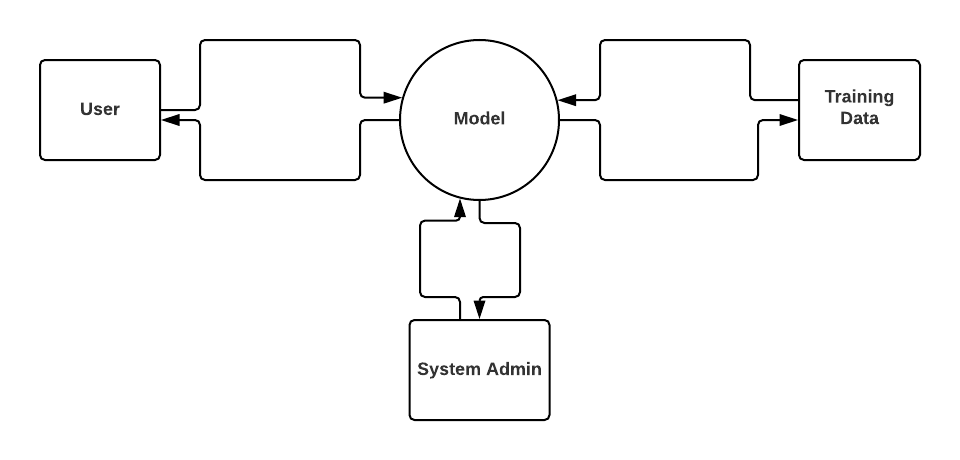 User
Model
Training
Data
System Admin